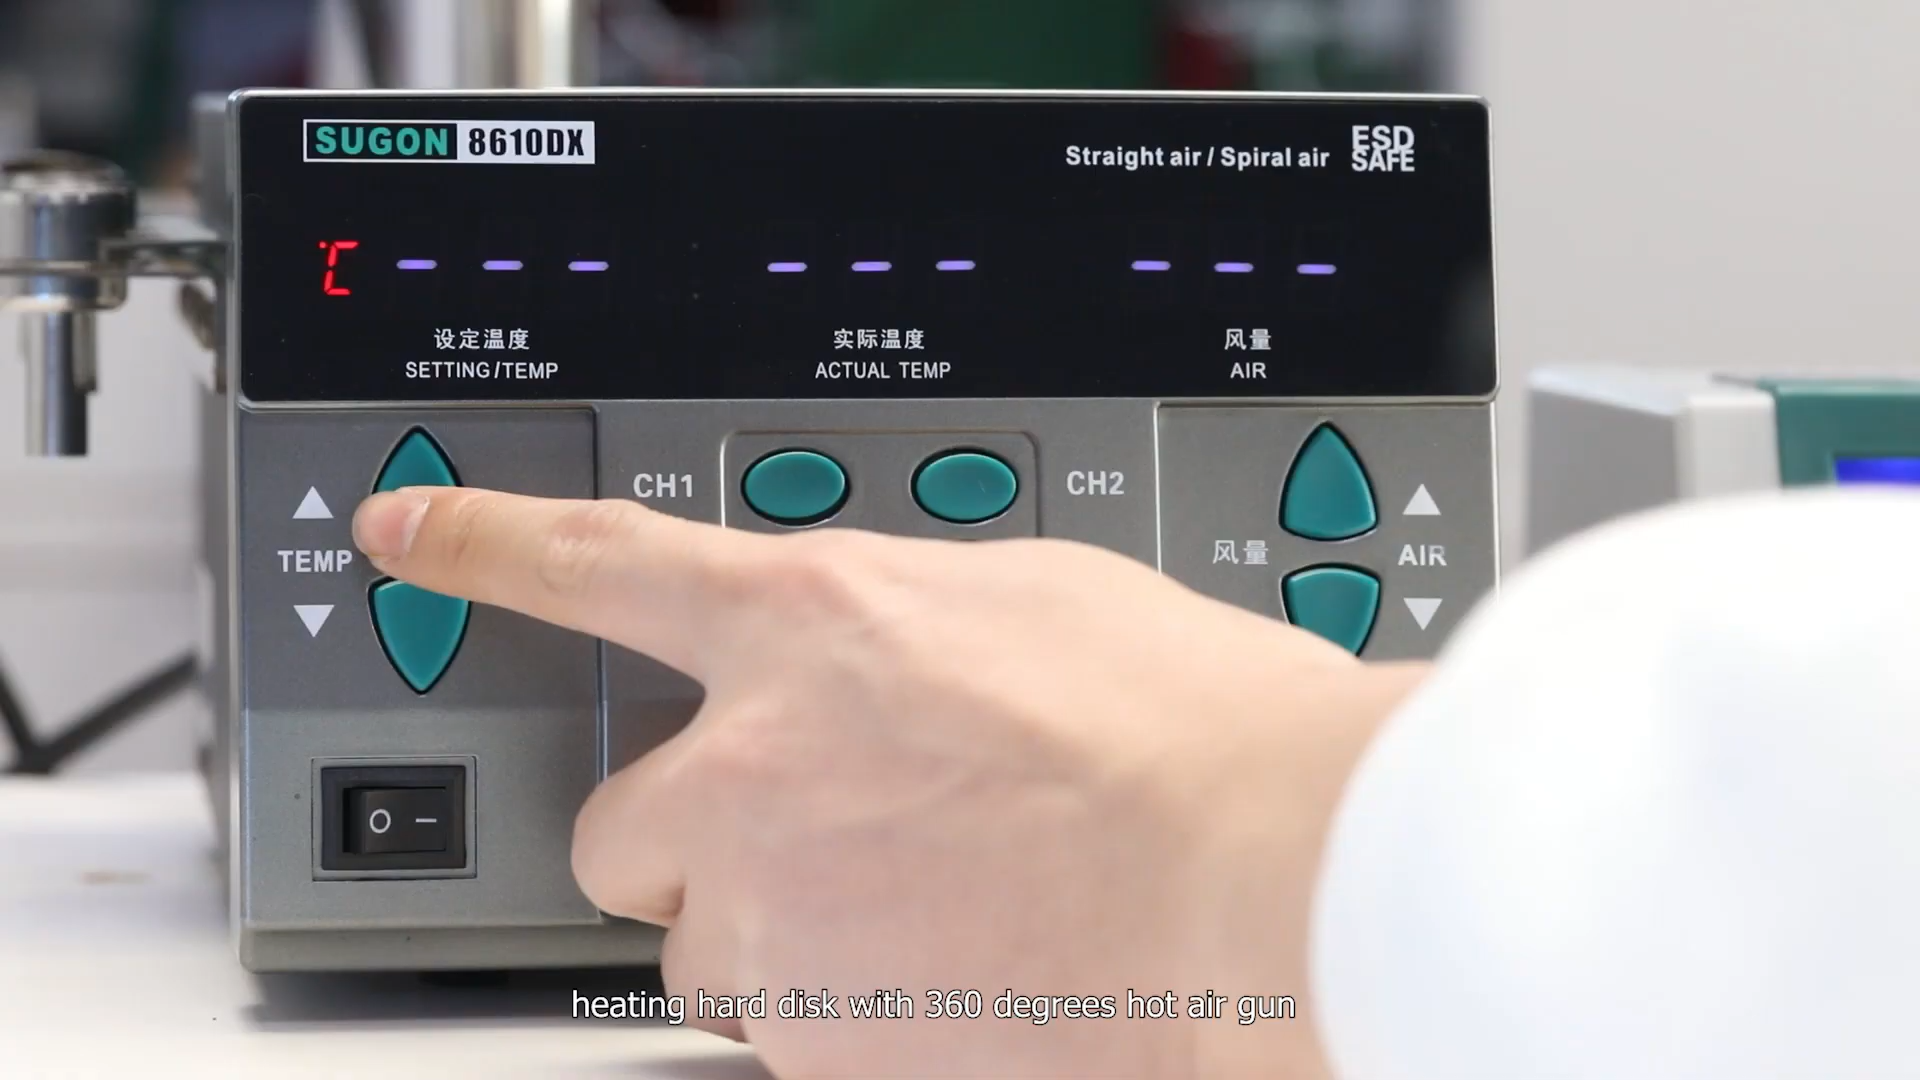 SUGON 8610DX
Straight air / Spiral air
ESD
SAFE
℃ - - - - - - - - -
设定温度
SETTING/TEMP
实际温度
ACTUAL TEMP
风量
AIR
▲
TEMP
▼
CH1
CH2
风量
▲
AIR
▼
O —
heating hard disk with 360 degrees hot air gun